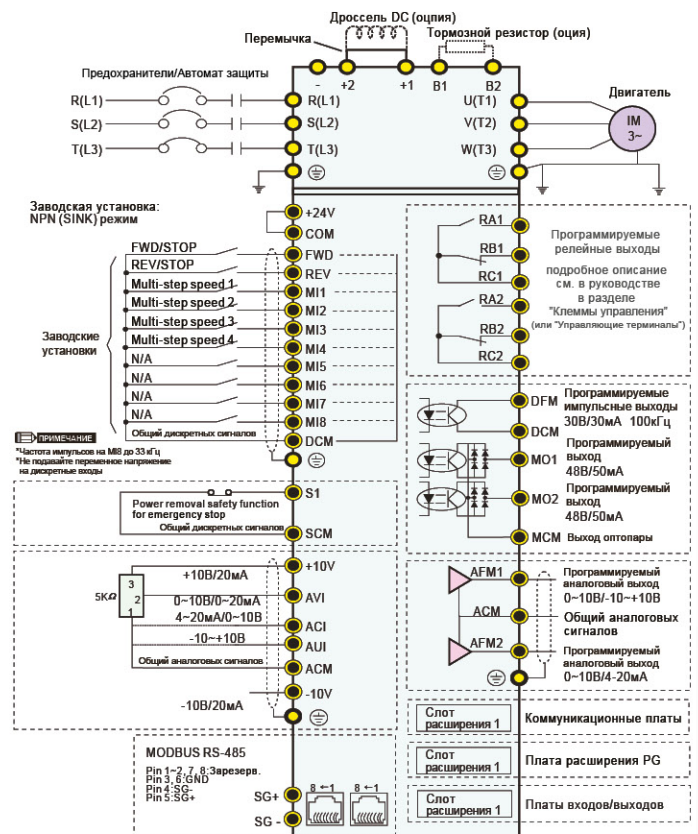 Дроссель DC (оцпия)
Перемычка
Тормозной резистор (оция)
Предохранители/Автомат защиты
- +2 +1 B1 B2
Двигатель
R(L1) R(L1) U(T1)
IM
3~
S(L2) S(L2) V(T2)
T(L3) T(L3) W(T3)
Заводская установка:
NPN (SINK) режим
+24V
COM
FWD/STOP FWD
REV/STOP REV
Multi-step speed 1 MI1
Multi-step speed 2 MI2
Multi-step speed 3 MI3
Multi-step speed 4 MI4
N/A MI5
N/A MI6
N/A MI7
N/A MI8
Общий дискретных сигналов DCM
Заводские
установки
ПРИМЕЧАНИЕ
*Частота импульсов на MI8 до 33 кГц
*Не подавайте переменное напряжение
на дискретные входы
S1
Power removal safety function
for emergency stop
Общий дискретных сигналов
SCM
+10V
+10В/20мА
5KΩ
3
2
1
0~10В/0~20мА AVI
4~20мА/0~10В ACI
-10~+10В AUI
Общий аналоговых сигналов ACM
-10V
-10В/20мА
MODBUS RS-485
Pin 1~2, 7, 8:Зарезерв.
Pin 3, 6:GND
Pin 4:SG-
Pin 5:SG+
SG+
SG -
8 ←1 8 ←1
RA1
RB1
RC1
RA2
RB2
RC2
Программируемые
релейные выходы
подробное описание
см. в руководстве
в разделе
"Клеммы управления"
(или "Управляющие терминалы")
DFM
Программируемые
импульсные выходы
30В/30мА 100кГц
DCM
MO1
Программируемый
выход
48В/50мА
MO2
Программируемый
выход
48В/50мА
MCM Выход оптопары
AFM1
Программируемый
аналоговый выход
0~10В/-10~+10В
ACM
Общий аналоговых
сигналов
AFM2
Программируемый
аналоговый выход
0~10В/4-20мА
Слот
расширения 1
Коммуникационные платы
Слот
расширения 1
Плата расширения PG
Слот
расширения 1
Платы входов/выходов